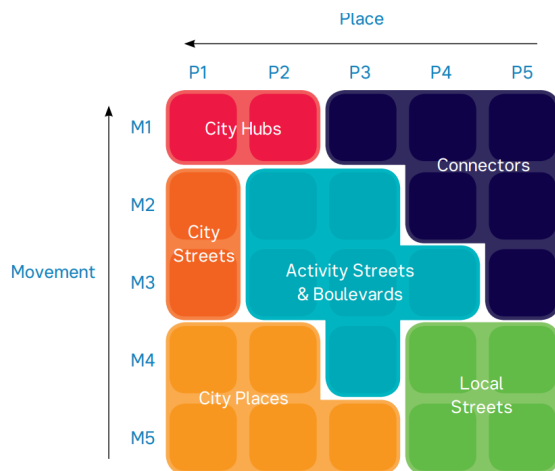 Place
P1 P2 P3 P4 P5
M1
City Hubs
Connectors
M2
City
Streets
Movement
M3
Activity Streets
& Boulevards
M4
City Places
Local
Streets
M5